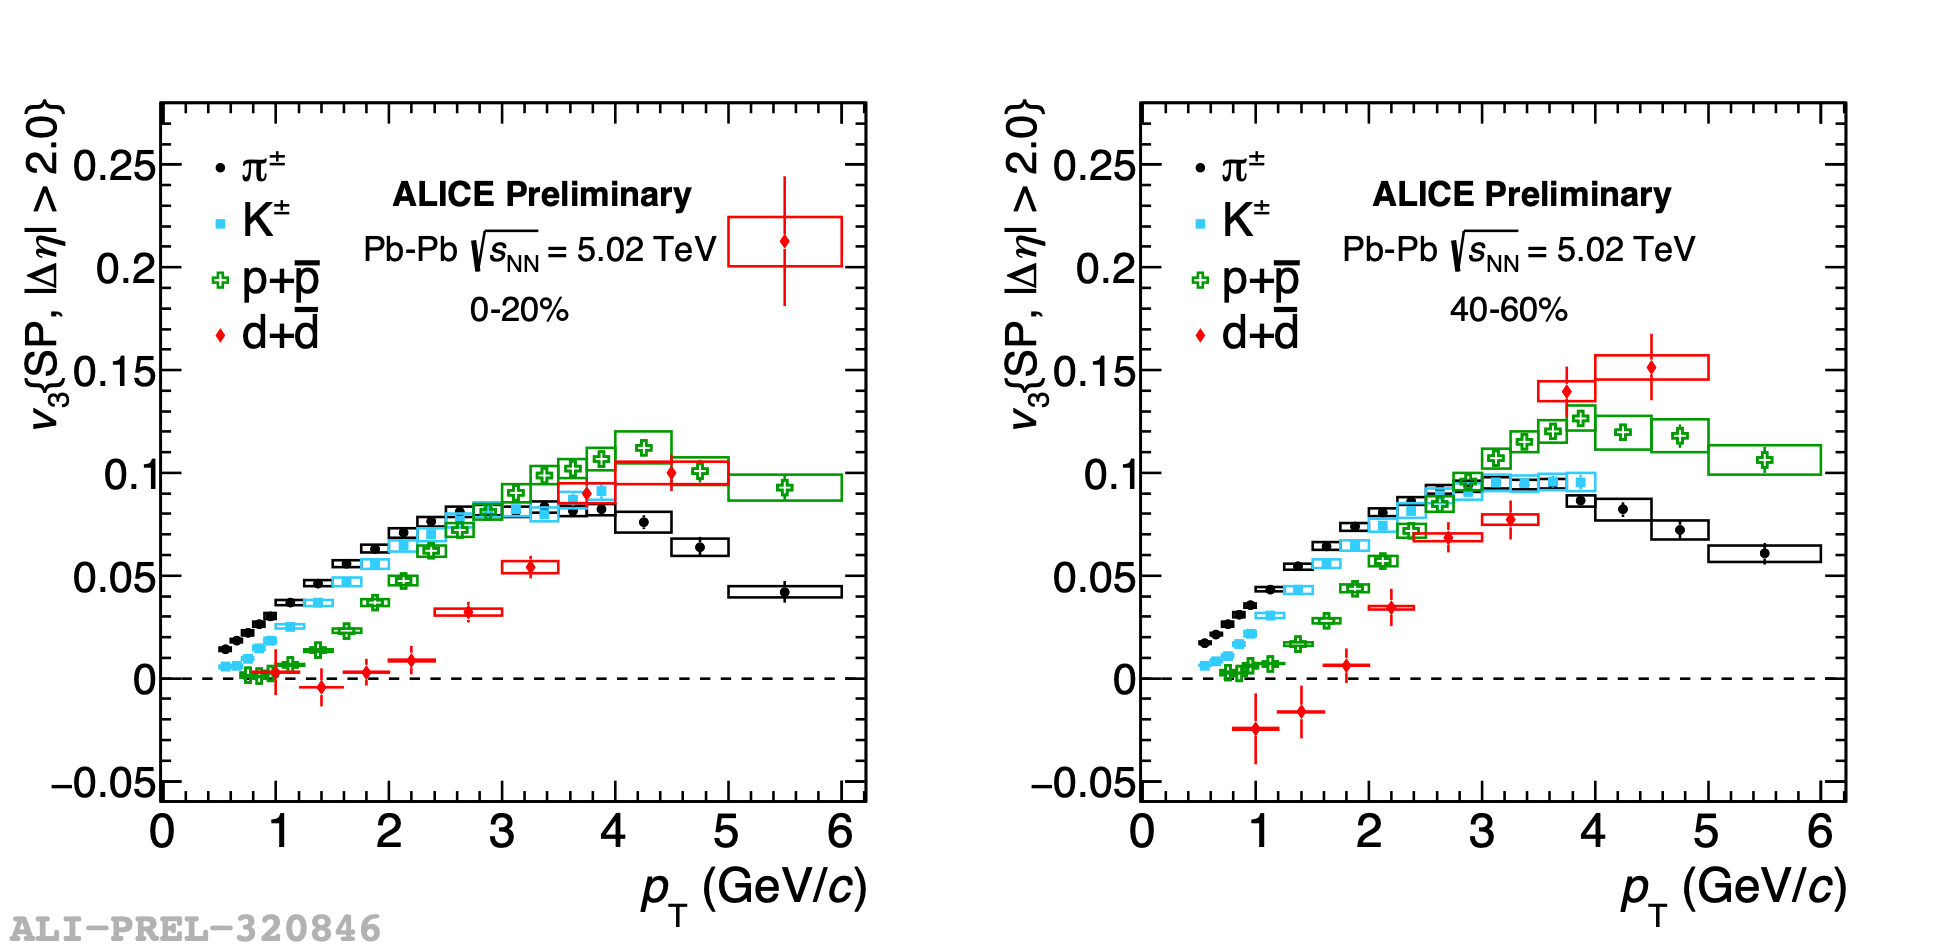 v₃{SP, |Δη| > 2.0}
0.25
0.2
0.15
0.1
0.05
0
−0.05
π±
K±
p+p̅
d+d̅
ALICE Preliminary
Pb-Pb √sNN = 5.02 TeV
0-20%
0 1 2 3 4 5 6
pT (GeV/c)
v₃{SP, |Δη| > 2.0}
0.25
0.2
0.15
0.1
0.05
0
−0.05
π±
K±
p+p̅
d+d̅
ALICE Preliminary
Pb-Pb √sNN = 5.02 TeV
40-60%
0 1 2 3 4 5 6
pT (GeV/c)
ALI−PREL−320846